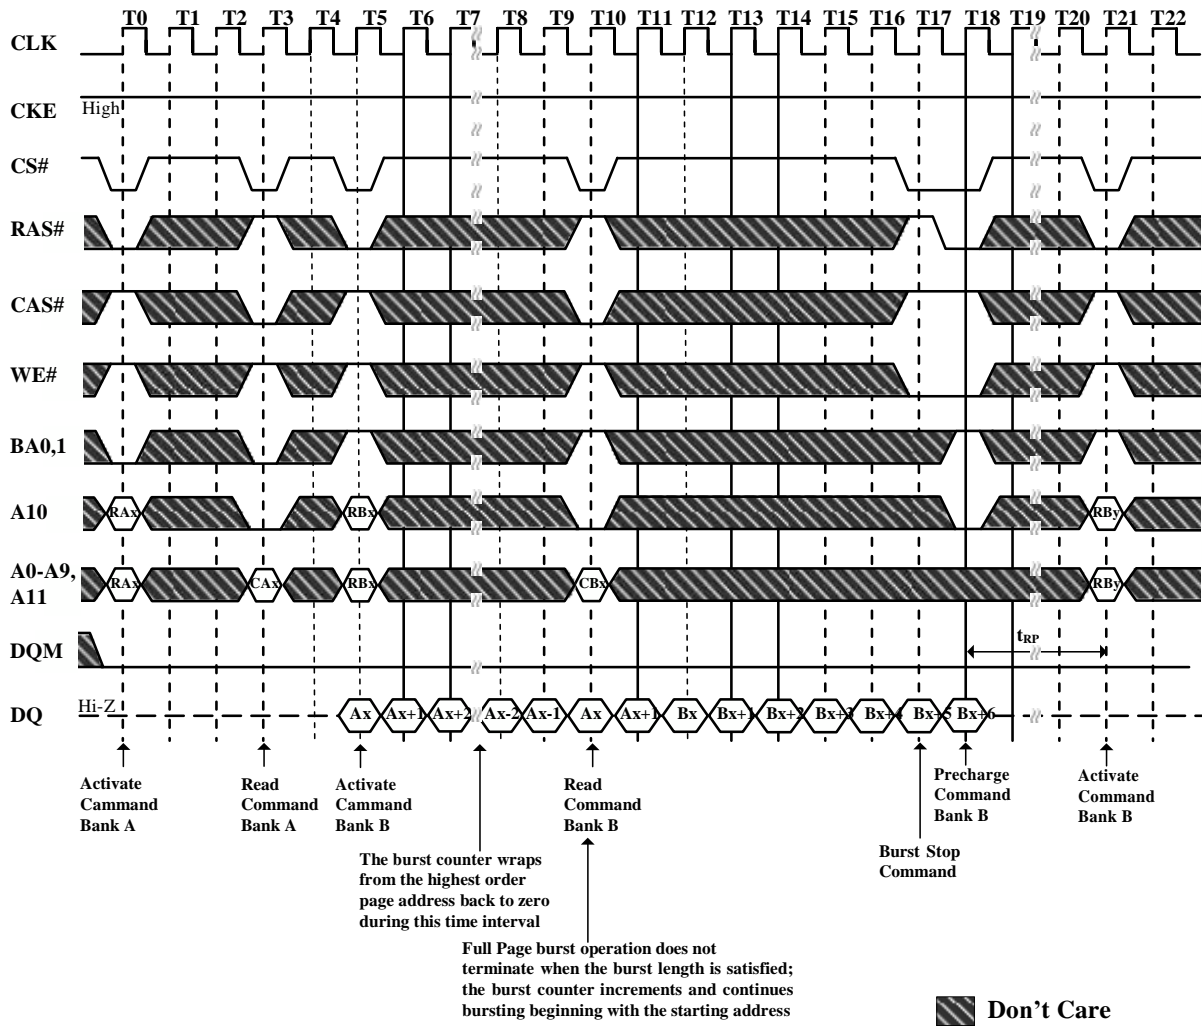 T0 T1 T2 T3 T4 T5 T6 T7 T8 T9 T10 T11 T12 T13 T14 T15 T16 T17 T18 T19 T20 T21 T22
CLK
CKE High
CS#
RAS#
CAS#
WE#
BA0,1
A10 RAx RBx RBy
A0-A9,
A11 RAx CAx RBx CBx RBy
DQM tRP
DQ Hi-Z Ax Ax+1 Ax+2 Ax-2 Ax-1 Ax Ax+1 Bx Bx+1 Bx+2 Bx+3 Bx+4 Bx+5 Bx+6
Activate
Cammand
Bank A
Read
Command
Bank A
Activate
Cammand
Bank B
Read
Command
Bank B
Precharge
Command
Bank B
Activate
Command
Bank B
Burst Stop
Command
The burst counter wraps
from the highest order
page address back to zero
during this time interval
Full Page burst operation does not
terminate when the burst length is satisfied;
the burst counter increments and continues
bursting beginning with the starting address
Don't Care